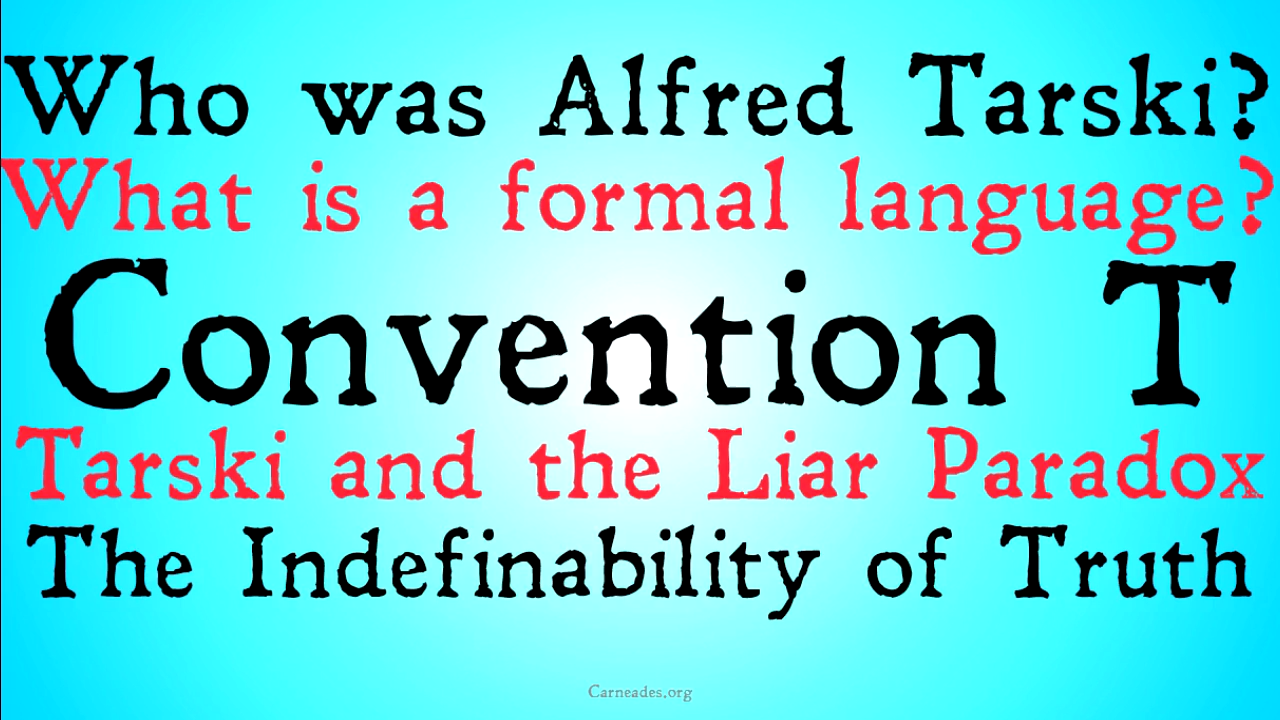 Who was Alfred Tarski?
What is a formal language?
Convention T
Tarski and the Liar Paradox
The Indefinability of Truth
Carneades.org